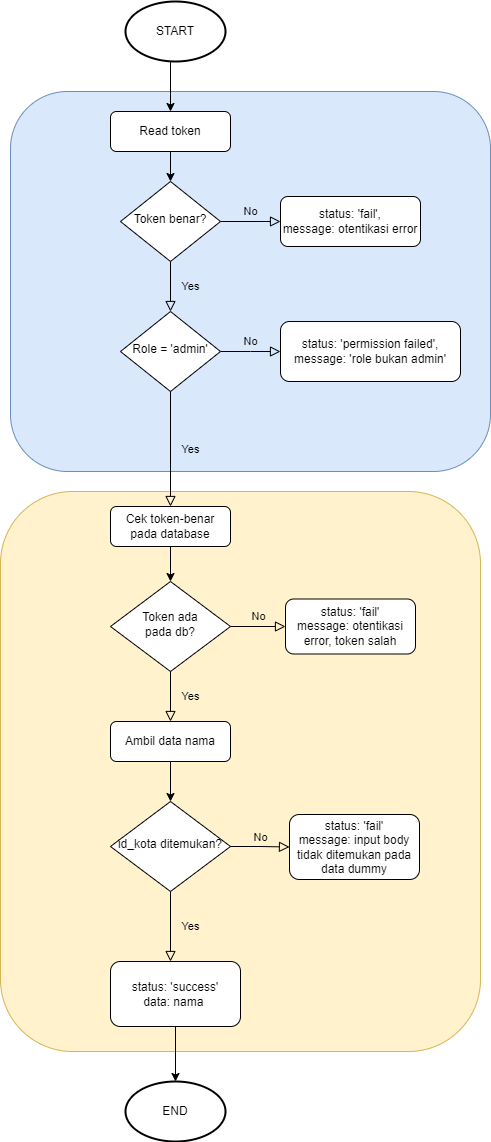 START
Read token
Token benar?
No
status: 'fail',
message: otentikasi error
Yes
Role = 'admin'
No
status: 'permission failed',
message: 'role bukan admin'
Yes
Cek token-benar
pada database
Token ada
pada db?
No
status: 'fail'
message: otentikasi
error, token salah
Yes
Ambil data nama
id_kota ditemukan?
No
status: 'fail'
message: input body
tidak ditemukan pada
data dummy
Yes
status: 'success'
data: nama
END